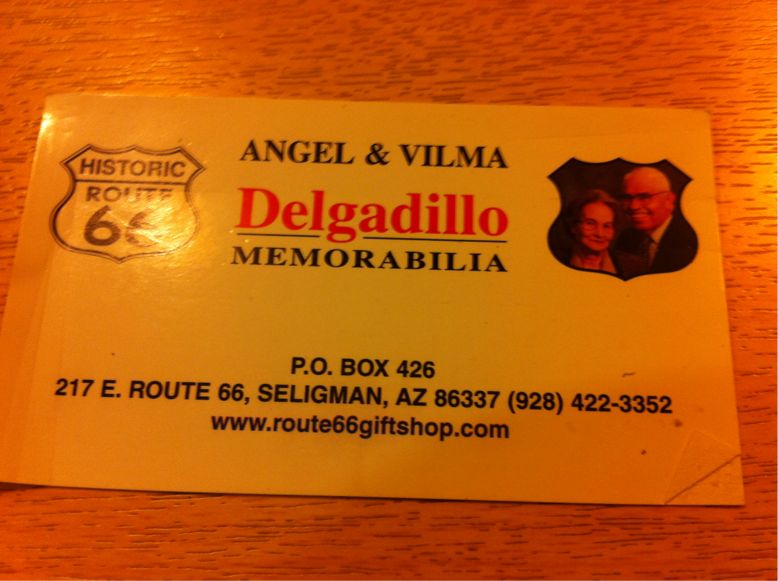 HISTORIC
ROUTE
66
ANGEL & VILMA
Delgadillo
MEMORABILIA
P.O. BOX 426
217 E. ROUTE 66, SELIGMAN, AZ 86337 (928) 422-3352
www.route66giftshop.com